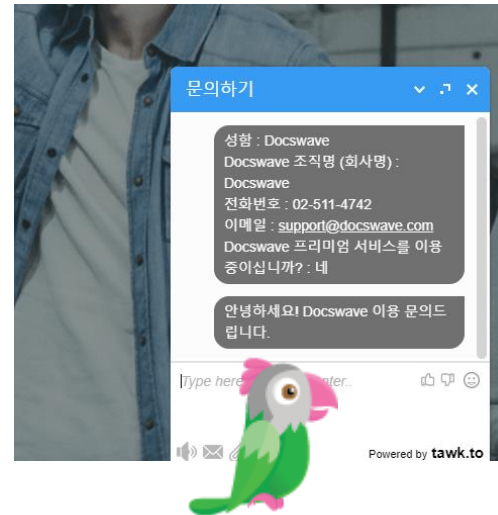 문의하기
성함 : Docswave
Docswave 조직명 (회사명) :
Docswave
전화번호 : 02-511-4742
이메일 : support@docswave.com
Docswave 프리미엄 서비스를 이용
중이십니까? : 네
안녕하세요! Docswave 이용 문의드
립니다.
Type here
Powered by tawk.to